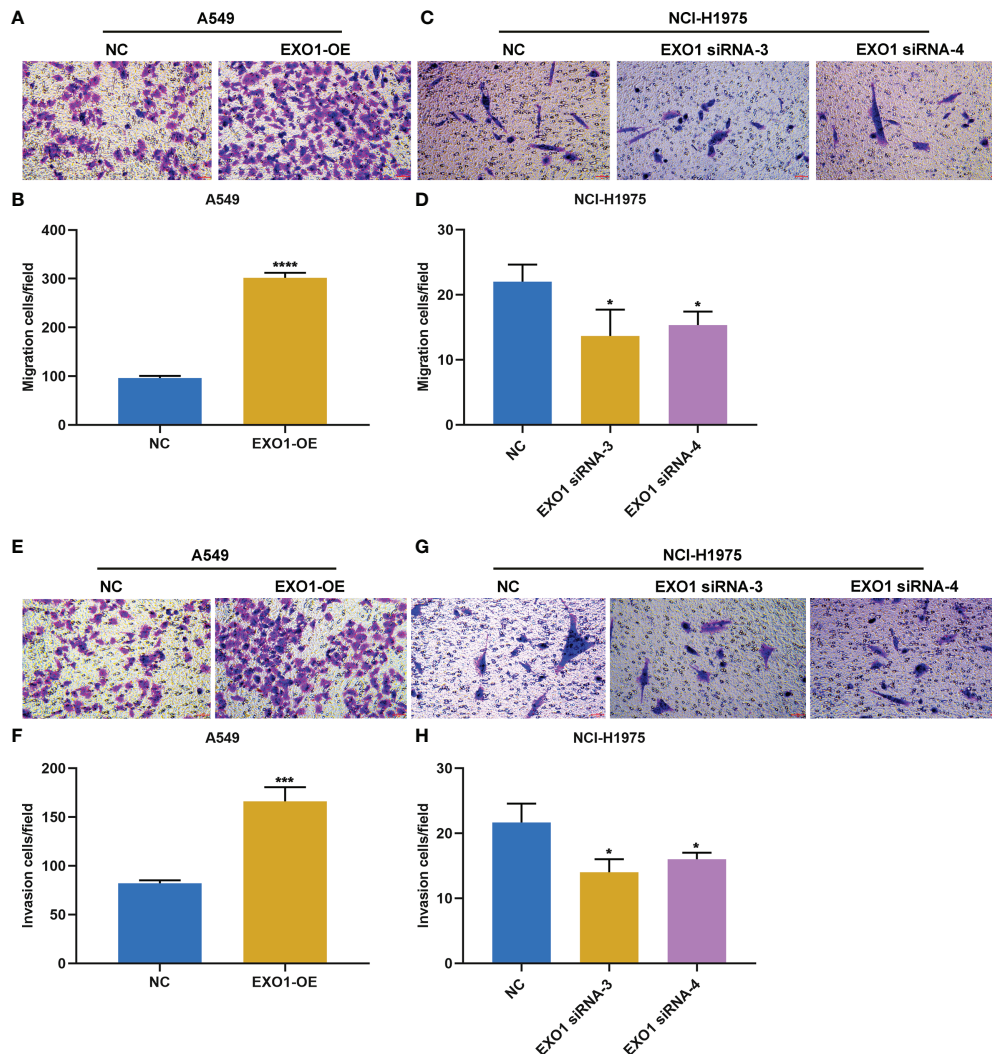 A
A549
NC
EXO1-OE
C
NCI-H1975
NC
EXO1 siRNA-3
EXO1 siRNA-4
B
A549
Migration cells/field
400
300
200
100
0
****
NC
EXO1-OE
D
NCI-H1975
Migration cells/field
30
20
10
0
*
*
NC
EXO1 siRNA-3
EXO1 siRNA-4
E
A549
NC
EXO1-OE
G
NCI-H1975
NC
EXO1 siRNA-3
EXO1 siRNA-4
F
A549
Invasion cells/field
200
150
100
50
0
***
NC
EXO1-OE
H
NCI-H1975
Invasion cells/field
30
20
10
0
*
*
NC
EXO1 siRNA-3
EXO1 siRNA-4